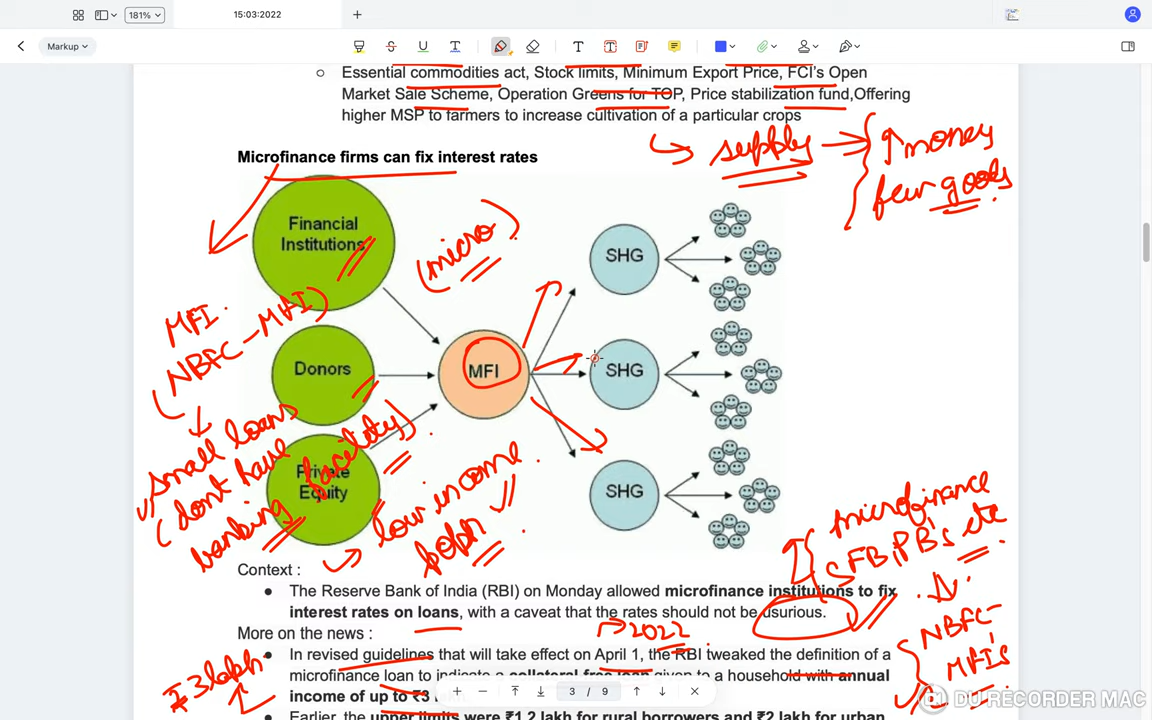 181%
15:03:2022
Markup
Essential commodities act, Stock limits, Minimum Export Price, FCI's Open
Market Sale Scheme, Operation Greens for TOP, Price stabilization fund,Offering
higher MSP to farmers to increase cultivation of a particular crops
supply
↑money
few goods
Microfinance firms can fix interest rates
Financial
Institutions
(micro)
SHG
MFI.
(NBFC-MFI)
Donors
MFI
SHG
small loans
(dont have
banking facility)
Private
Equity
low income
popln
SHG
microfinance
SFB, PBs etc
NBFC-
MFIs
Context :
The Reserve Bank of India (RBI) on Monday allowed microfinance institutions to fix
interest rates on loans, with a caveat that the rates should not be usurious.
2022
More on the news :
₹3lakh
In revised guidelines that will take effect on April 1, the RBI tweaked the definition of a
microfinance loan to indicate a collateral-free loan given to a household with annual
income of up to ₹3
3 / 9
Earlier, the upper limits were ₹1.2 lakh for rural borrowers and ₹2 lakh for urban
DU RECORDER MAC